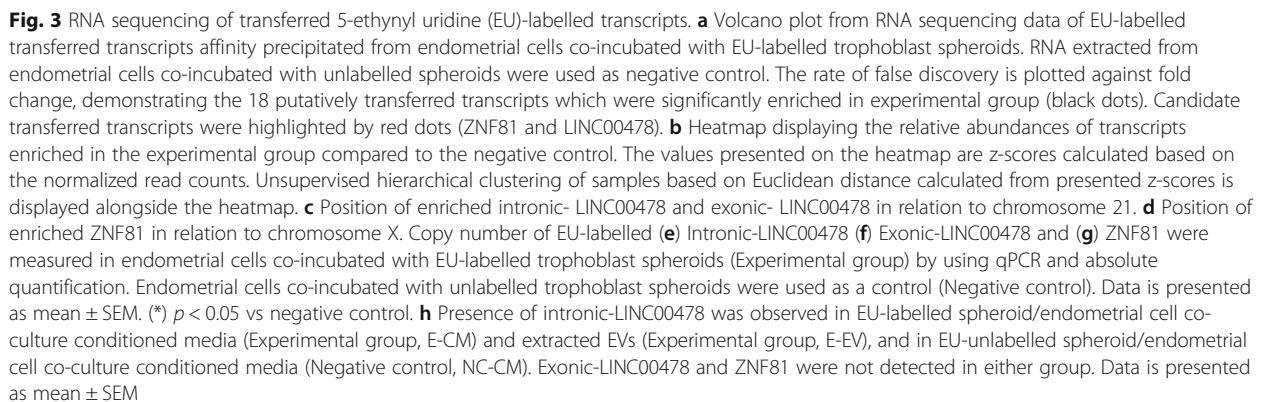 Fig. 3 RNA sequencing of transferred 5-ethynyl uridine (EU)-labelled transcripts. a Volcano plot from RNA sequencing data of EU-labelled
transferred transcripts affinity precipitated from endometrial cells co-incubated with EU-labelled trophoblast spheroids. RNA extracted from
endometrial cells co-incubated with unlabelled spheroids were used as negative control. The rate of false discovery is plotted against fold
change, demonstrating the 18 putatively transferred transcripts which were significantly enriched in experimental group (black dots). Candidate
transferred transcripts were highlighted by red dots (ZNF81 and LINC00478). b Heatmap displaying the relative abundances of transcripts
enriched in the experimental group compared to the negative control. The values presented on the heatmap are z-scores calculated based on
the normalized read counts. Unsupervised hierarchical clustering of samples based on Euclidean distance calculated from presented z-scores is
displayed alongside the heatmap. c Position of enriched intronic- LINC00478 and exonic- LINC00478 in relation to chromosome 21. d Position of
enriched ZNF81 in relation to chromosome X. Copy number of EU-labelled (e) Intronic-LINC00478 (f) Exonic-LINC00478 and (g) ZNF81 were
measured in endometrial cells co-incubated with EU-labelled trophoblast spheroids (Experimental group) by using qPCR and absolute
quantification. Endometrial cells co-incubated with unlabelled trophoblast spheroids were used as a control (Negative control). Data is presented
as mean ± SEM. (*) p < 0.05 vs negative control. h Presence of intronic-LINC00478 was observed in EU-labelled spheroid/endometrial cell co-
culture conditioned media (Experimental group, E-CM) and extracted EVs (Experimental group, E-EV), and in EU-unlabelled spheroid/endometrial
cell co-culture conditioned media (Negative control, NC-CM). Exonic-LINC00478 and ZNF81 were not detected in either group. Data is presented
as mean ± SEM